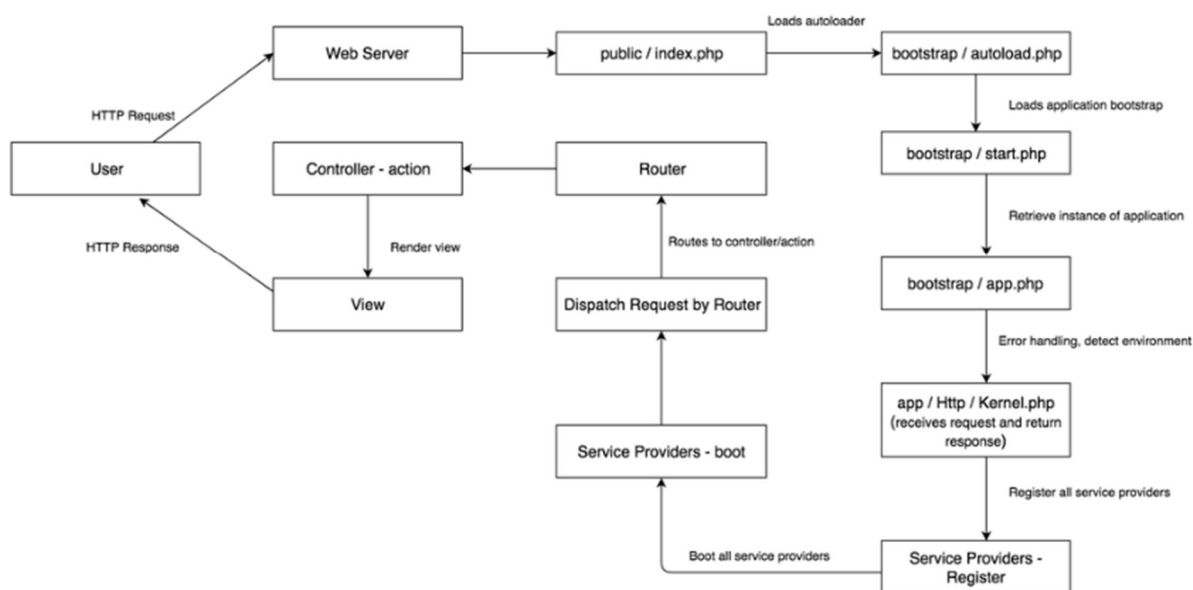 Loads autoloader
Web Server
public / index.php
bootstrap / autoload.php
HTTP Request
Loads application bootstrap
User
Controller - action
Router
bootstrap / start.php
Retrieve instance of application
HTTP Response
Render view
Routes to controller/action
bootstrap / app.php
View
Dispatch Request by Router
Error handling, detect environment
app / Http / Kernel.php
(receives request and return
response)
Service Providers - boot
Register all service providers
Boot all service providers
Service Providers -
Register